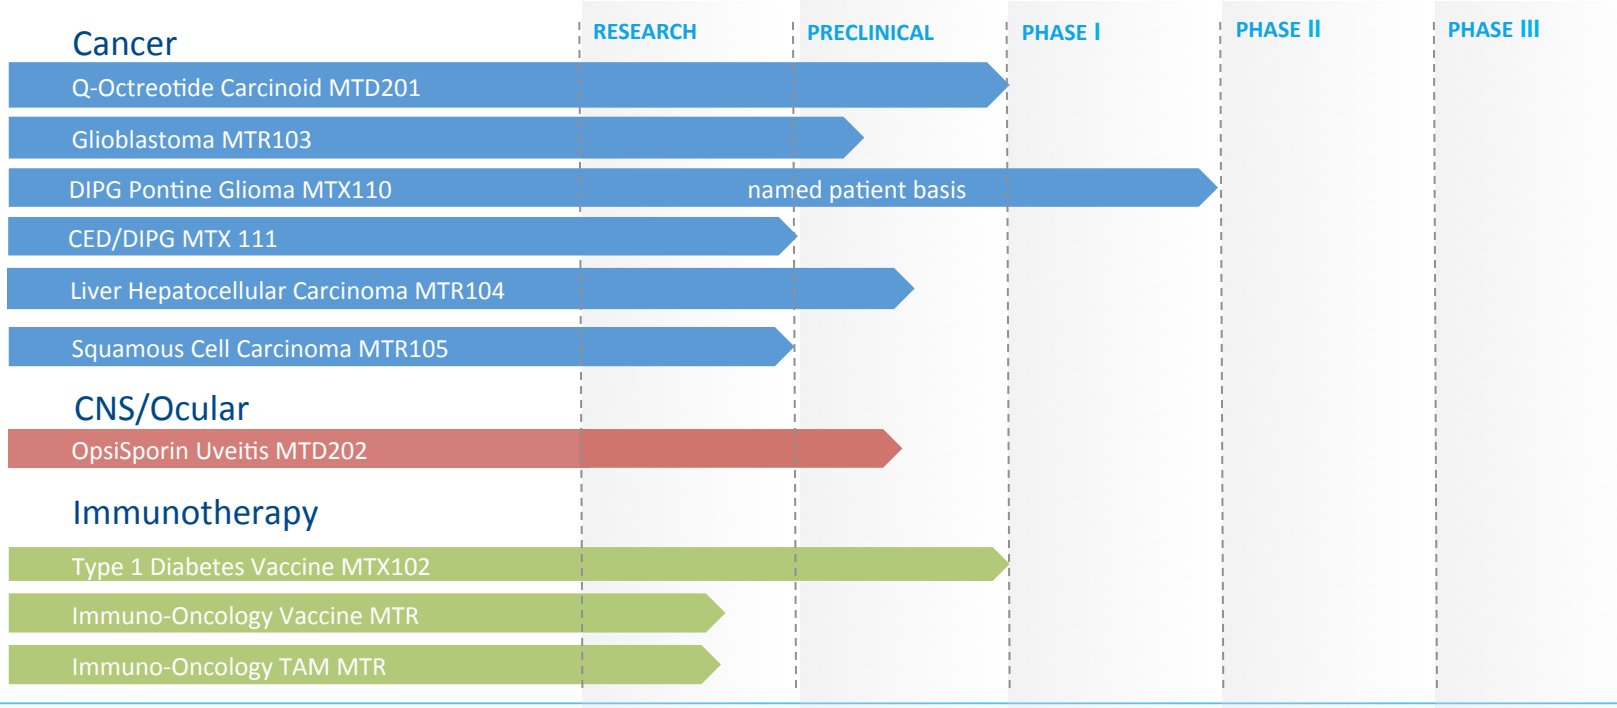 Cancer
RESEARCH
PRECLINICAL
PHASE I
PHASE II
PHASE III
Q-Octreotide Carcinoid MTD201
Glioblastoma MTR103
DIPG Pontine Glioma MTX110 named patient basis
CED/DIPG MTX 111
Liver Hepatocellular Carcinoma MTR104
Squamous Cell Carcinoma MTR105
CNS/Ocular
OpsiSporin Uveitis MTD202
Immunotherapy
Type 1 Diabetes Vaccine MTX102
Immuno-Oncology Vaccine MTR
Immuno-Oncology TAM MTR